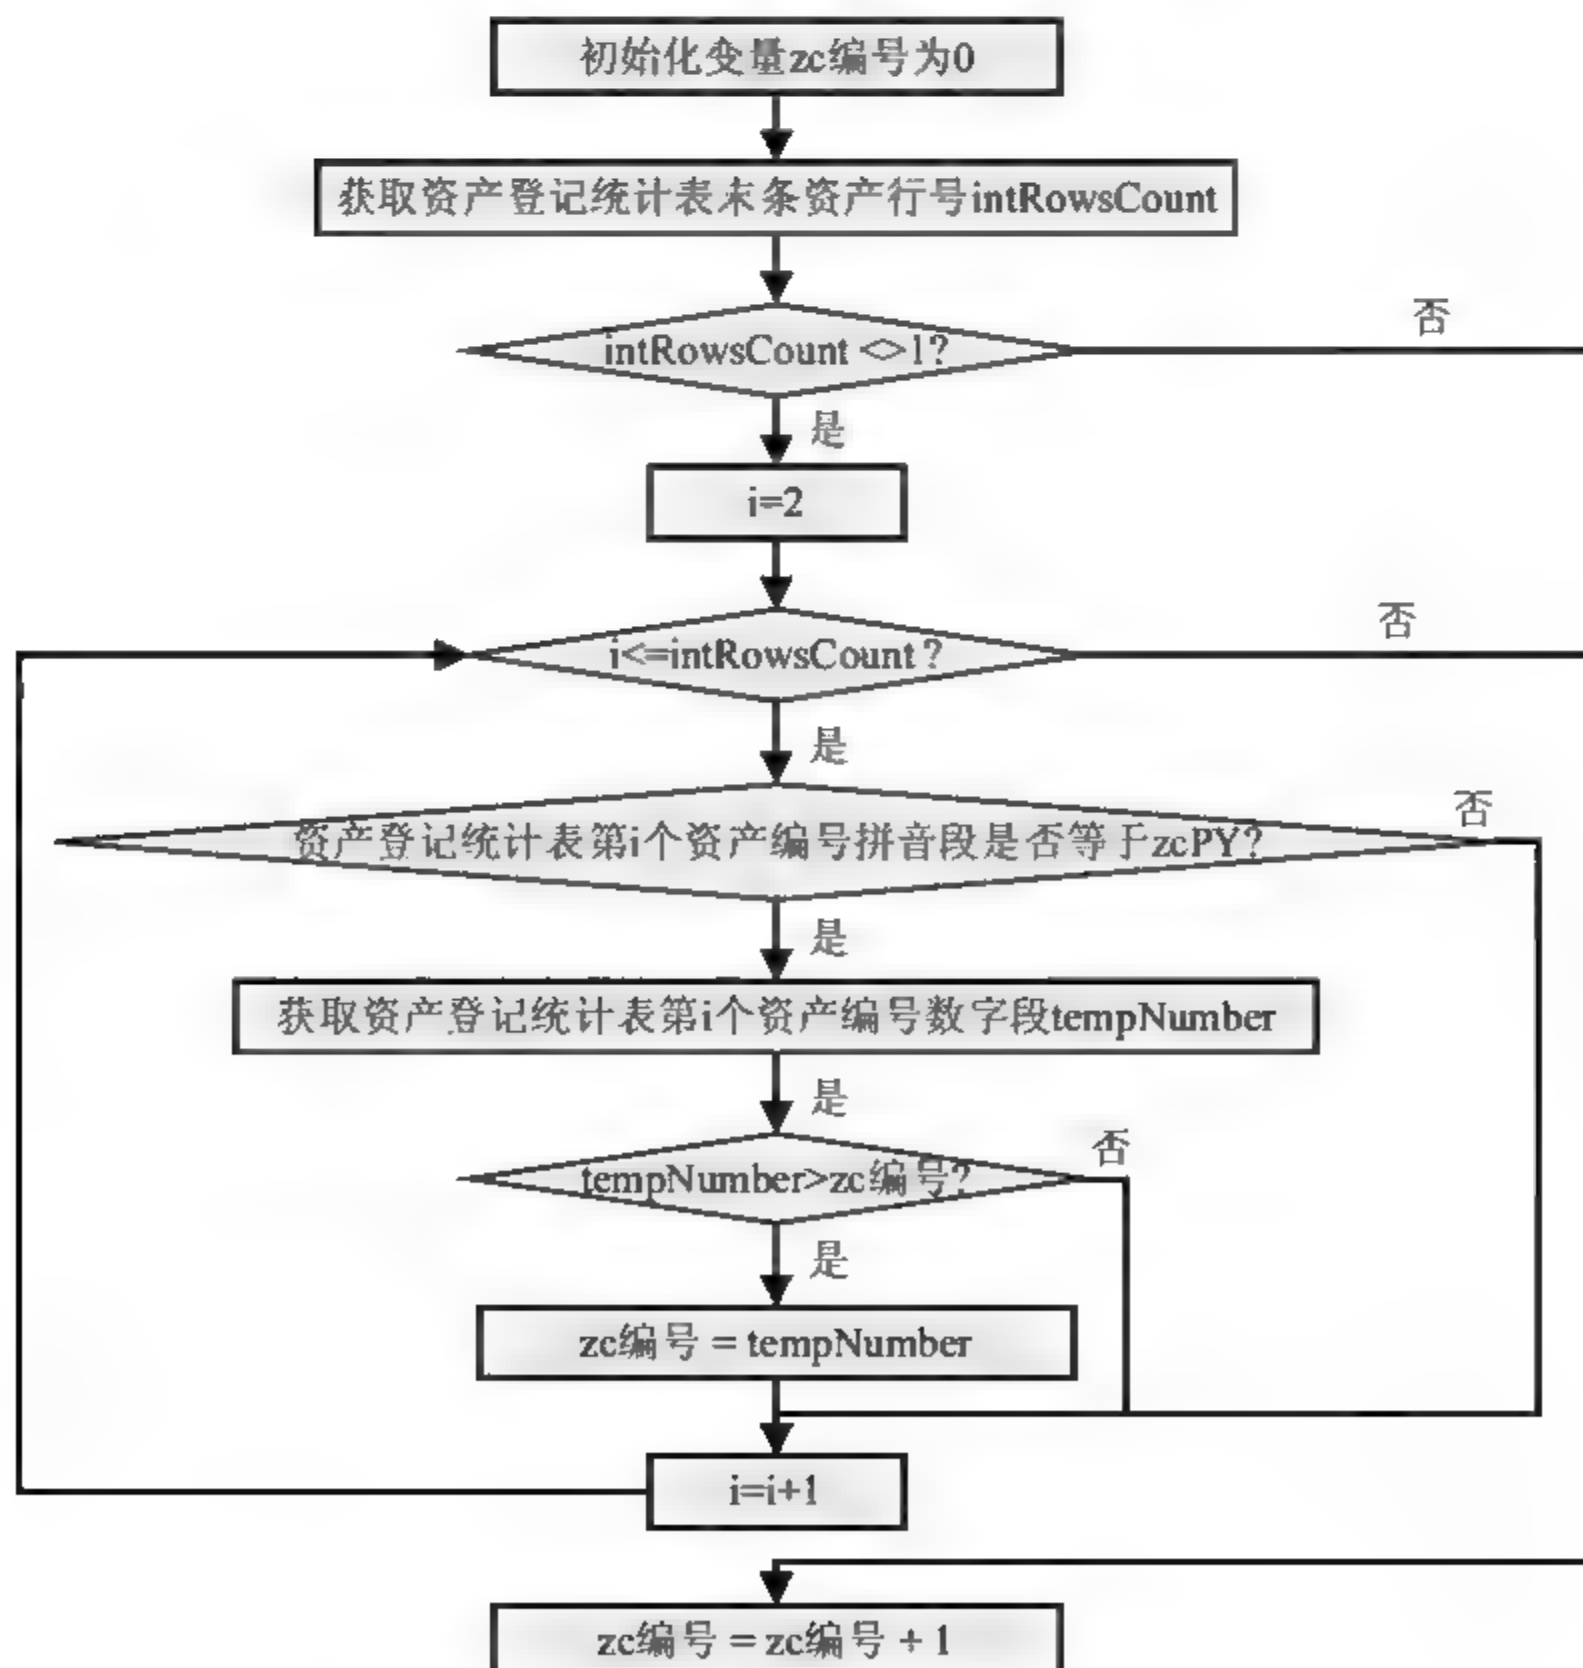 初始化变量zc编号为0
获取资产登记统计表末条资产行号intRowsCount
否
intRowsCount <>1?
是
i=2
否
i<=intRowsCount?
是
否
资产登记统计表第i个资产编号拼音段是否等于zcPY?
是
获取资产登记统计表第i个资产编号数字段tempNumber
是
否
tempNumber>zc编号?
是
zc编号 = tempNumber
i=i+1
zc编号 = zc编号 + 1